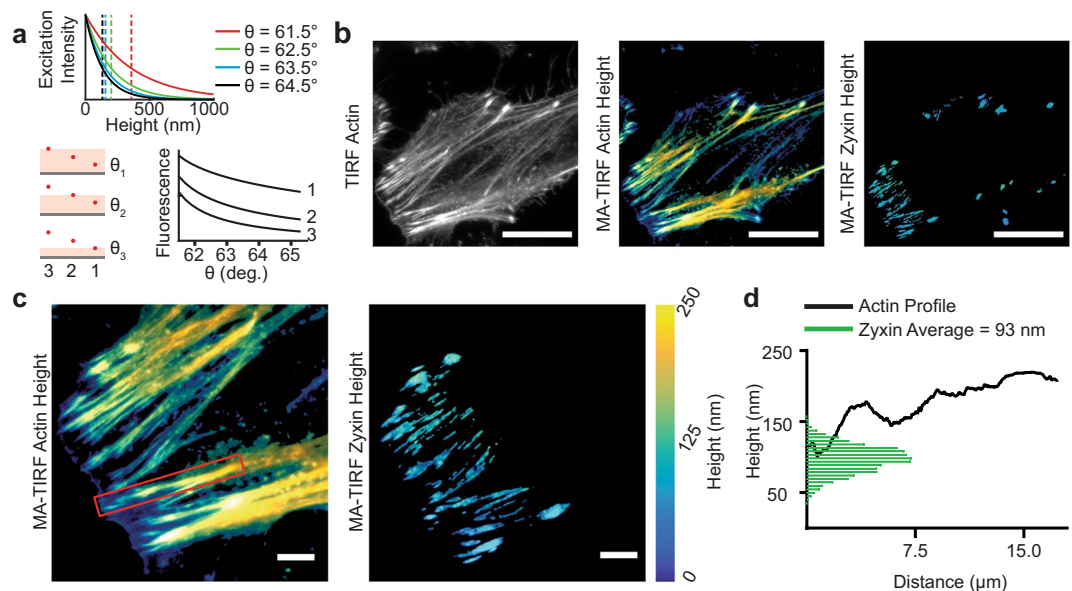 a
Excitation
Intensity
θ = 61.5°
θ = 62.5°
θ = 63.5°
θ = 64.5°
0
500
1000
Height (nm)
θ1
θ2
θ3
3 2 1
Fluorescence
1
2
3
62 63 64 65
θ (deg.)
b
TIRF Actin
MA-TIRF Actin Height
MA-TIRF Zyxin Height
c
MA-TIRF Actin Height
MA-TIRF Zyxin Height
250
125
0
Height (nm)
d
Actin Profile
Zyxin Average = 93 nm
250
150
50
Height (nm)
7.5
15.0
Distance (µm)